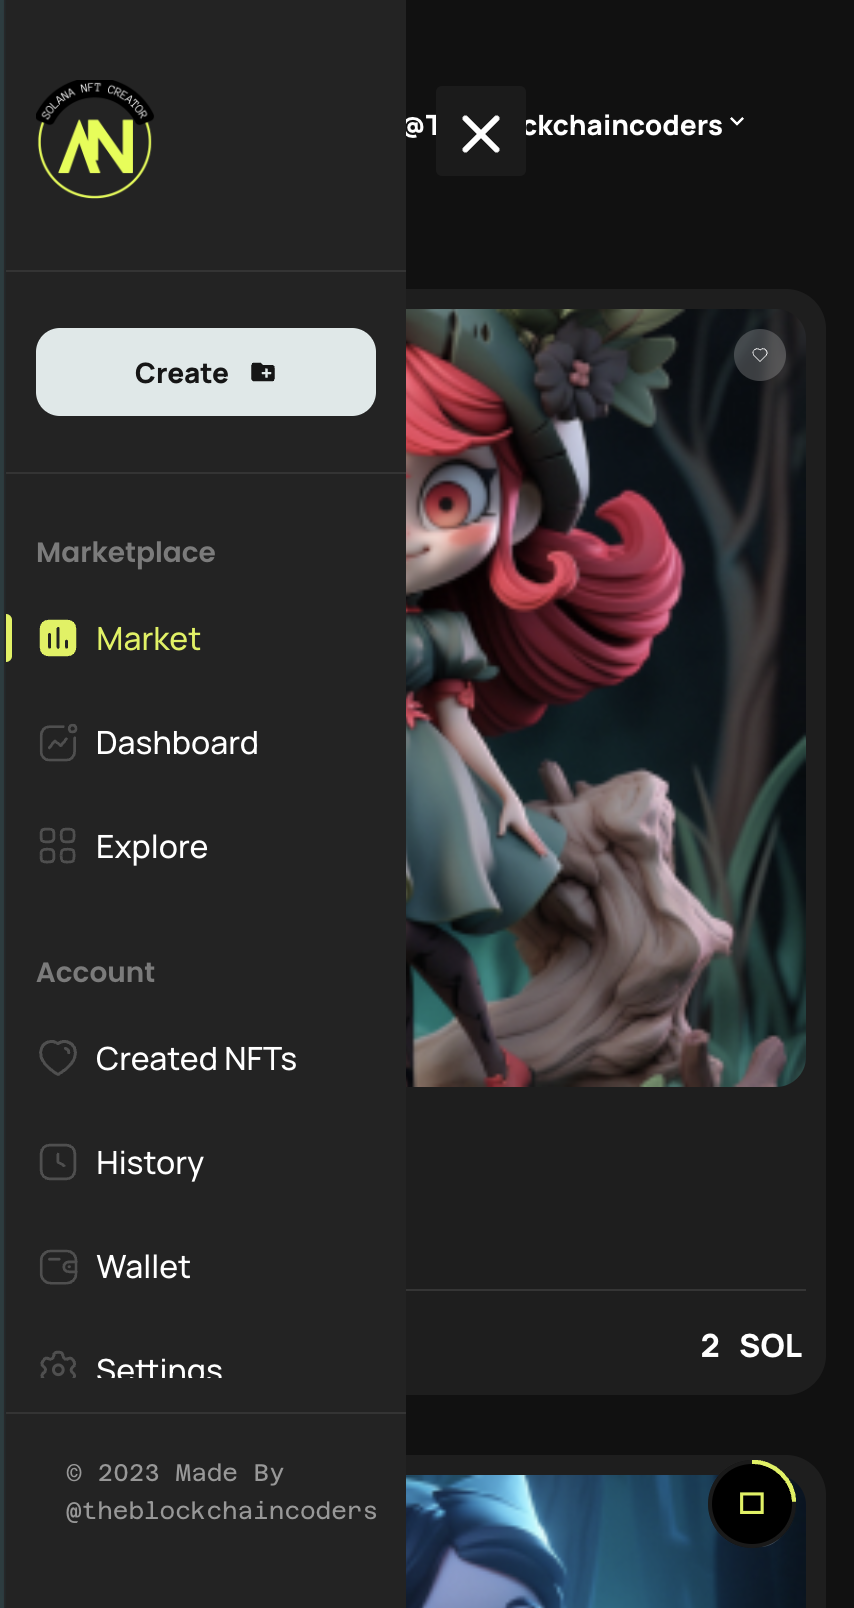 SOLANA NFT CREATOR
AN
@T ckchaincoders
Create
Marketplace
Market
Dashboard
Explore
Account
Created NFTs
History
Wallet
Settings
2 SOL
© 2023 Made By
@theblockchaincoders